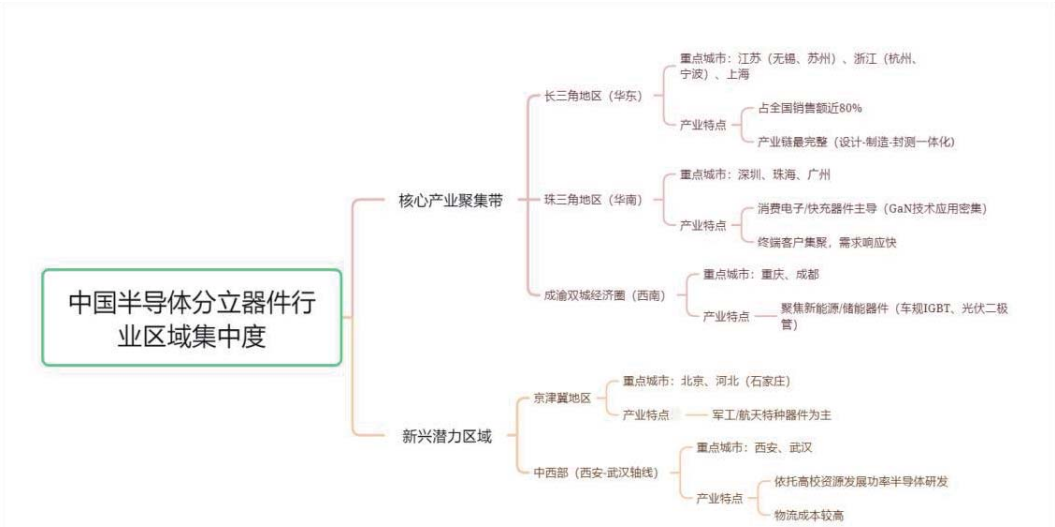 中国半导体分立器件行
业区域集中度
核心产业聚集带
长三角地区（华东）
重点城市：江苏（无锡、苏州）、浙江（杭州、
宁波）、上海
产业特点
占全国销售额近80%
产业链最完整（设计-制造-封测一体化）
珠三角地区（华南）
重点城市：深圳、珠海、广州
产业特点
消费电子/快充器件主导（GaN技术应用密集）
终端客户集聚，需求响应快
成渝双城经济圈（西南）
重点城市：重庆、成都
产业特点
聚焦新能源/储能器件（车规IGBT、光伏二极
管）
新兴潜力区域
京津冀地区
重点城市：北京、河北（石家庄）
产业特点
军工/航天特种器件为主
中西部（西安-武汉轴线）
重点城市：西安、武汉
产业特点
依托高校资源发展功率半导体研发
物流成本较高